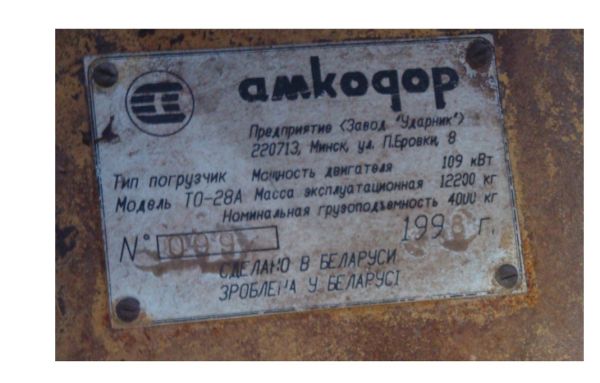 амкодор
Предприятие <Завод "Ударник">
220713, Минск, ул. П.Бровки, 8
Тип погрузчик Мощность двигателя 109 кВт
Модель ТО-28А Масса эксплуатационная 12200 кг
Номинальная грузоподъемность 4000 кг
N° 199 г.
СДЕЛАНО В БЕЛАРУСИ
ЗРОБЛЕНА У БЕЛАРУСІ